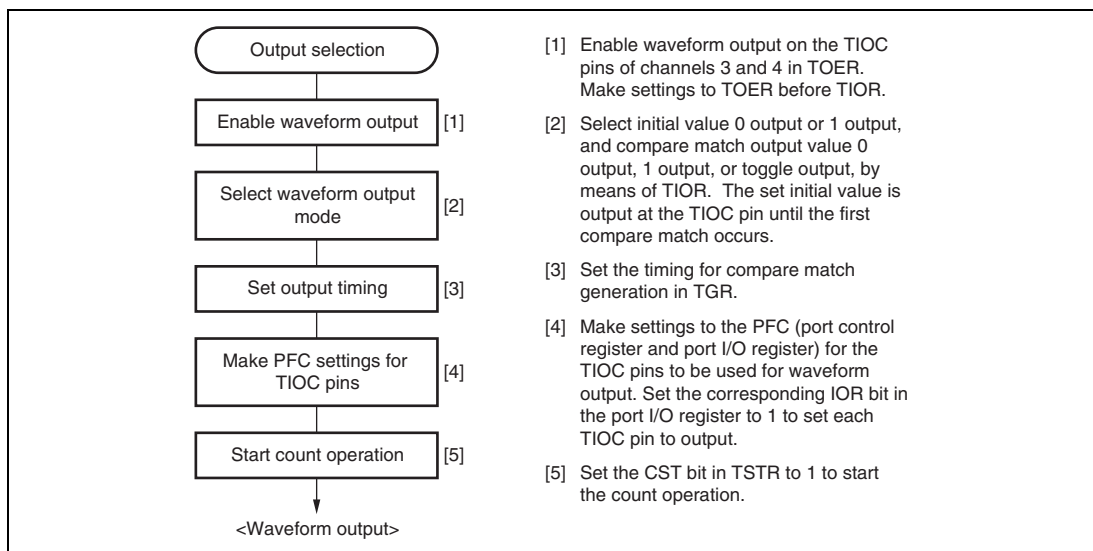 Output selection
Enable waveform output [1]
Select waveform output
mode
[2]
Set output timing [3]
Make PFC settings for
TIOC pins
[4]
Start count operation [5]
<Waveform output>
[1] Enable waveform output on the TIOC
pins of channels 3 and 4 in TOER.
Make settings to TOER before TIOR.
[2] Select initial value 0 output or 1 output,
and compare match output value 0
output, 1 output, or toggle output, by
means of TIOR. The set initial value is
output at the TIOC pin until the first
compare match occurs.
[3] Set the timing for compare match
generation in TGR.
[4] Make settings to the PFC (port control
register and port I/O register) for the
TIOC pins to be used for waveform
output. Set the corresponding IOR bit in
the port I/O register to 1 to set each
TIOC pin to output.
[5] Set the CST bit in TSTR to 1 to start
the count operation.